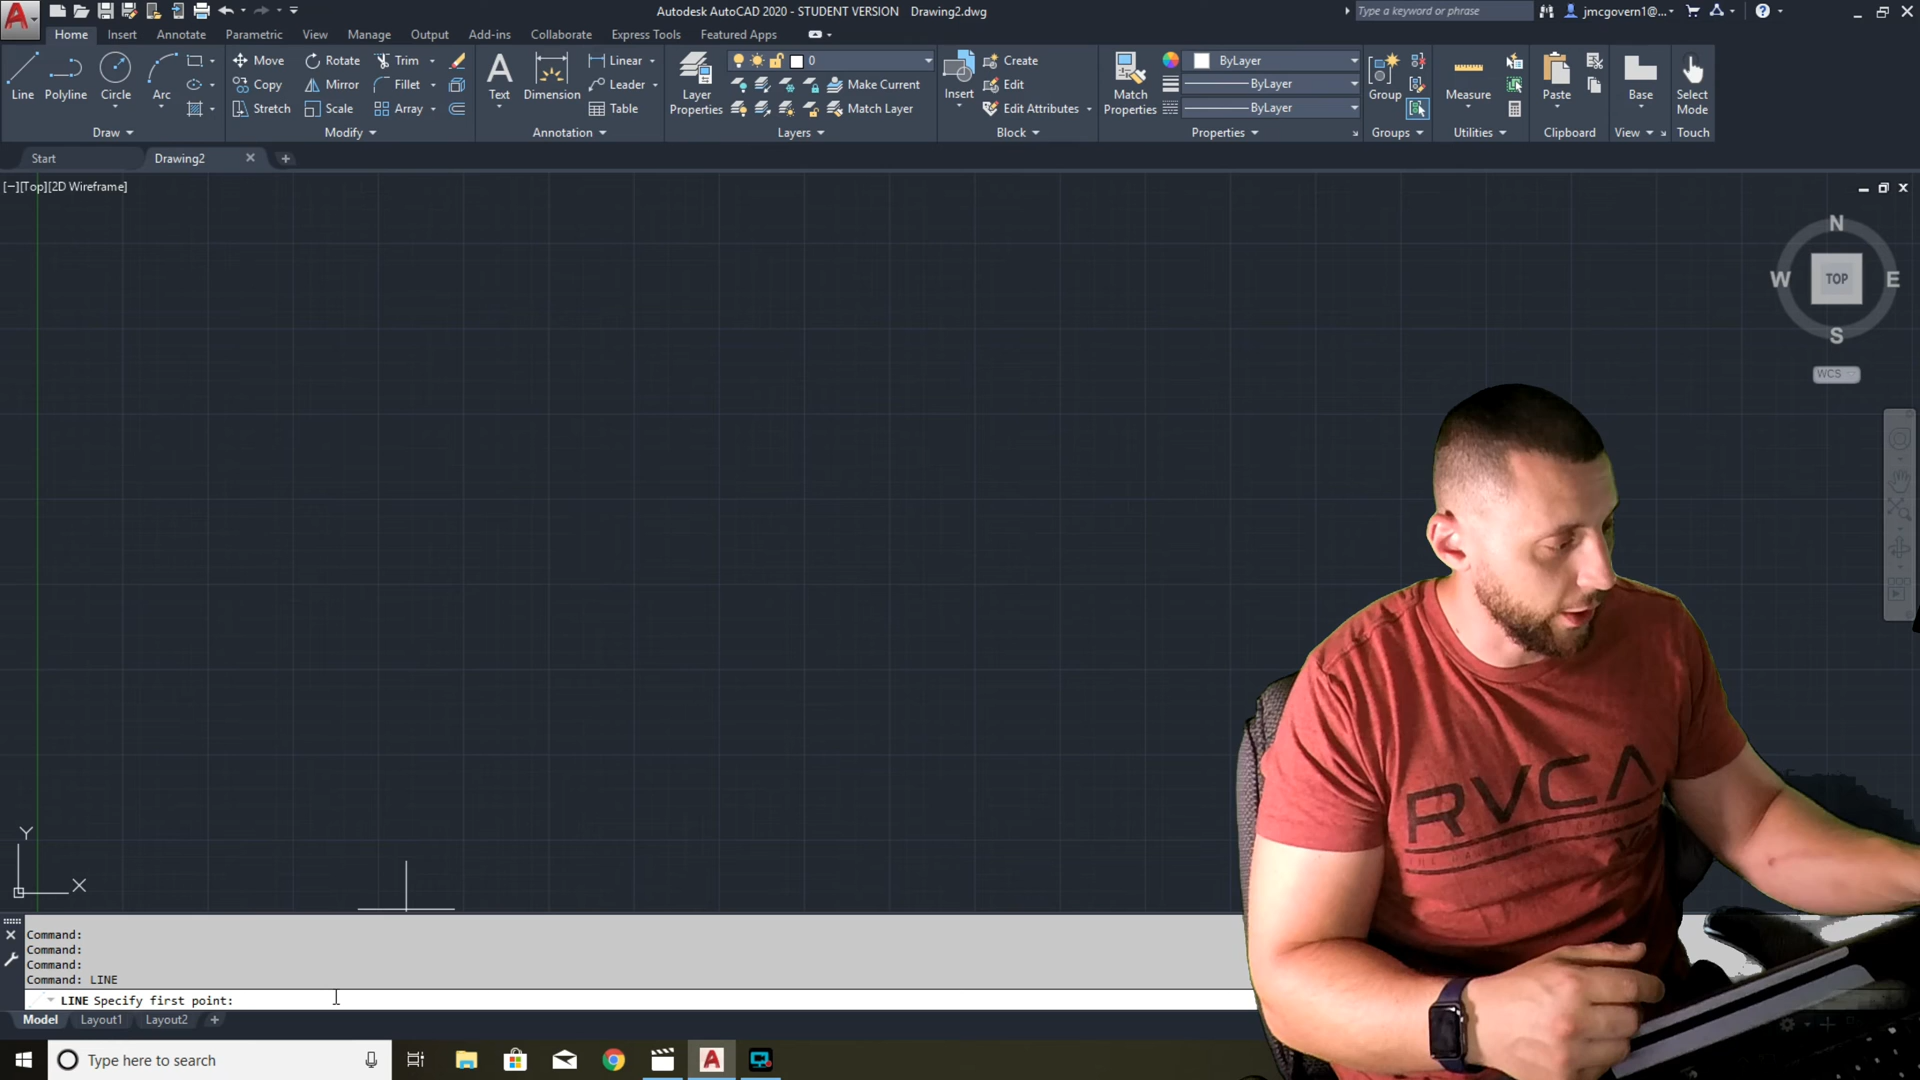 Autodesk AutoCAD 2020 - STUDENT VERSION Drawing2.dwg
Type a keyword or phrase
jmcgovern1@...
Home Insert Annotate Parametric View Manage Output Add-ins Collaborate Express Tools Featured Apps
Line Polyline Circle Arc
Move Rotate Trim
Copy Mirror Fillet
Stretch Scale Array
Text Dimension
Linear
Leader
Table
Layer Properties
0
Make Current
Match Layer
Insert
Create
Edit
Edit Attributes
Match Properties
ByLayer
ByLayer
ByLayer
Group
Measure
Paste
Base
Select Mode
Draw Modify Annotation Layers Block Properties Groups Utilities Clipboard View Touch
Start Drawing2
[−][Top][2D Wireframe]
N
W TOP E
S
WCS
RVCA
Y
X
Command:
Command:
Command:
Command: LINE
LINE Specify first point:
Model Layout1 Layout2
Type here to search